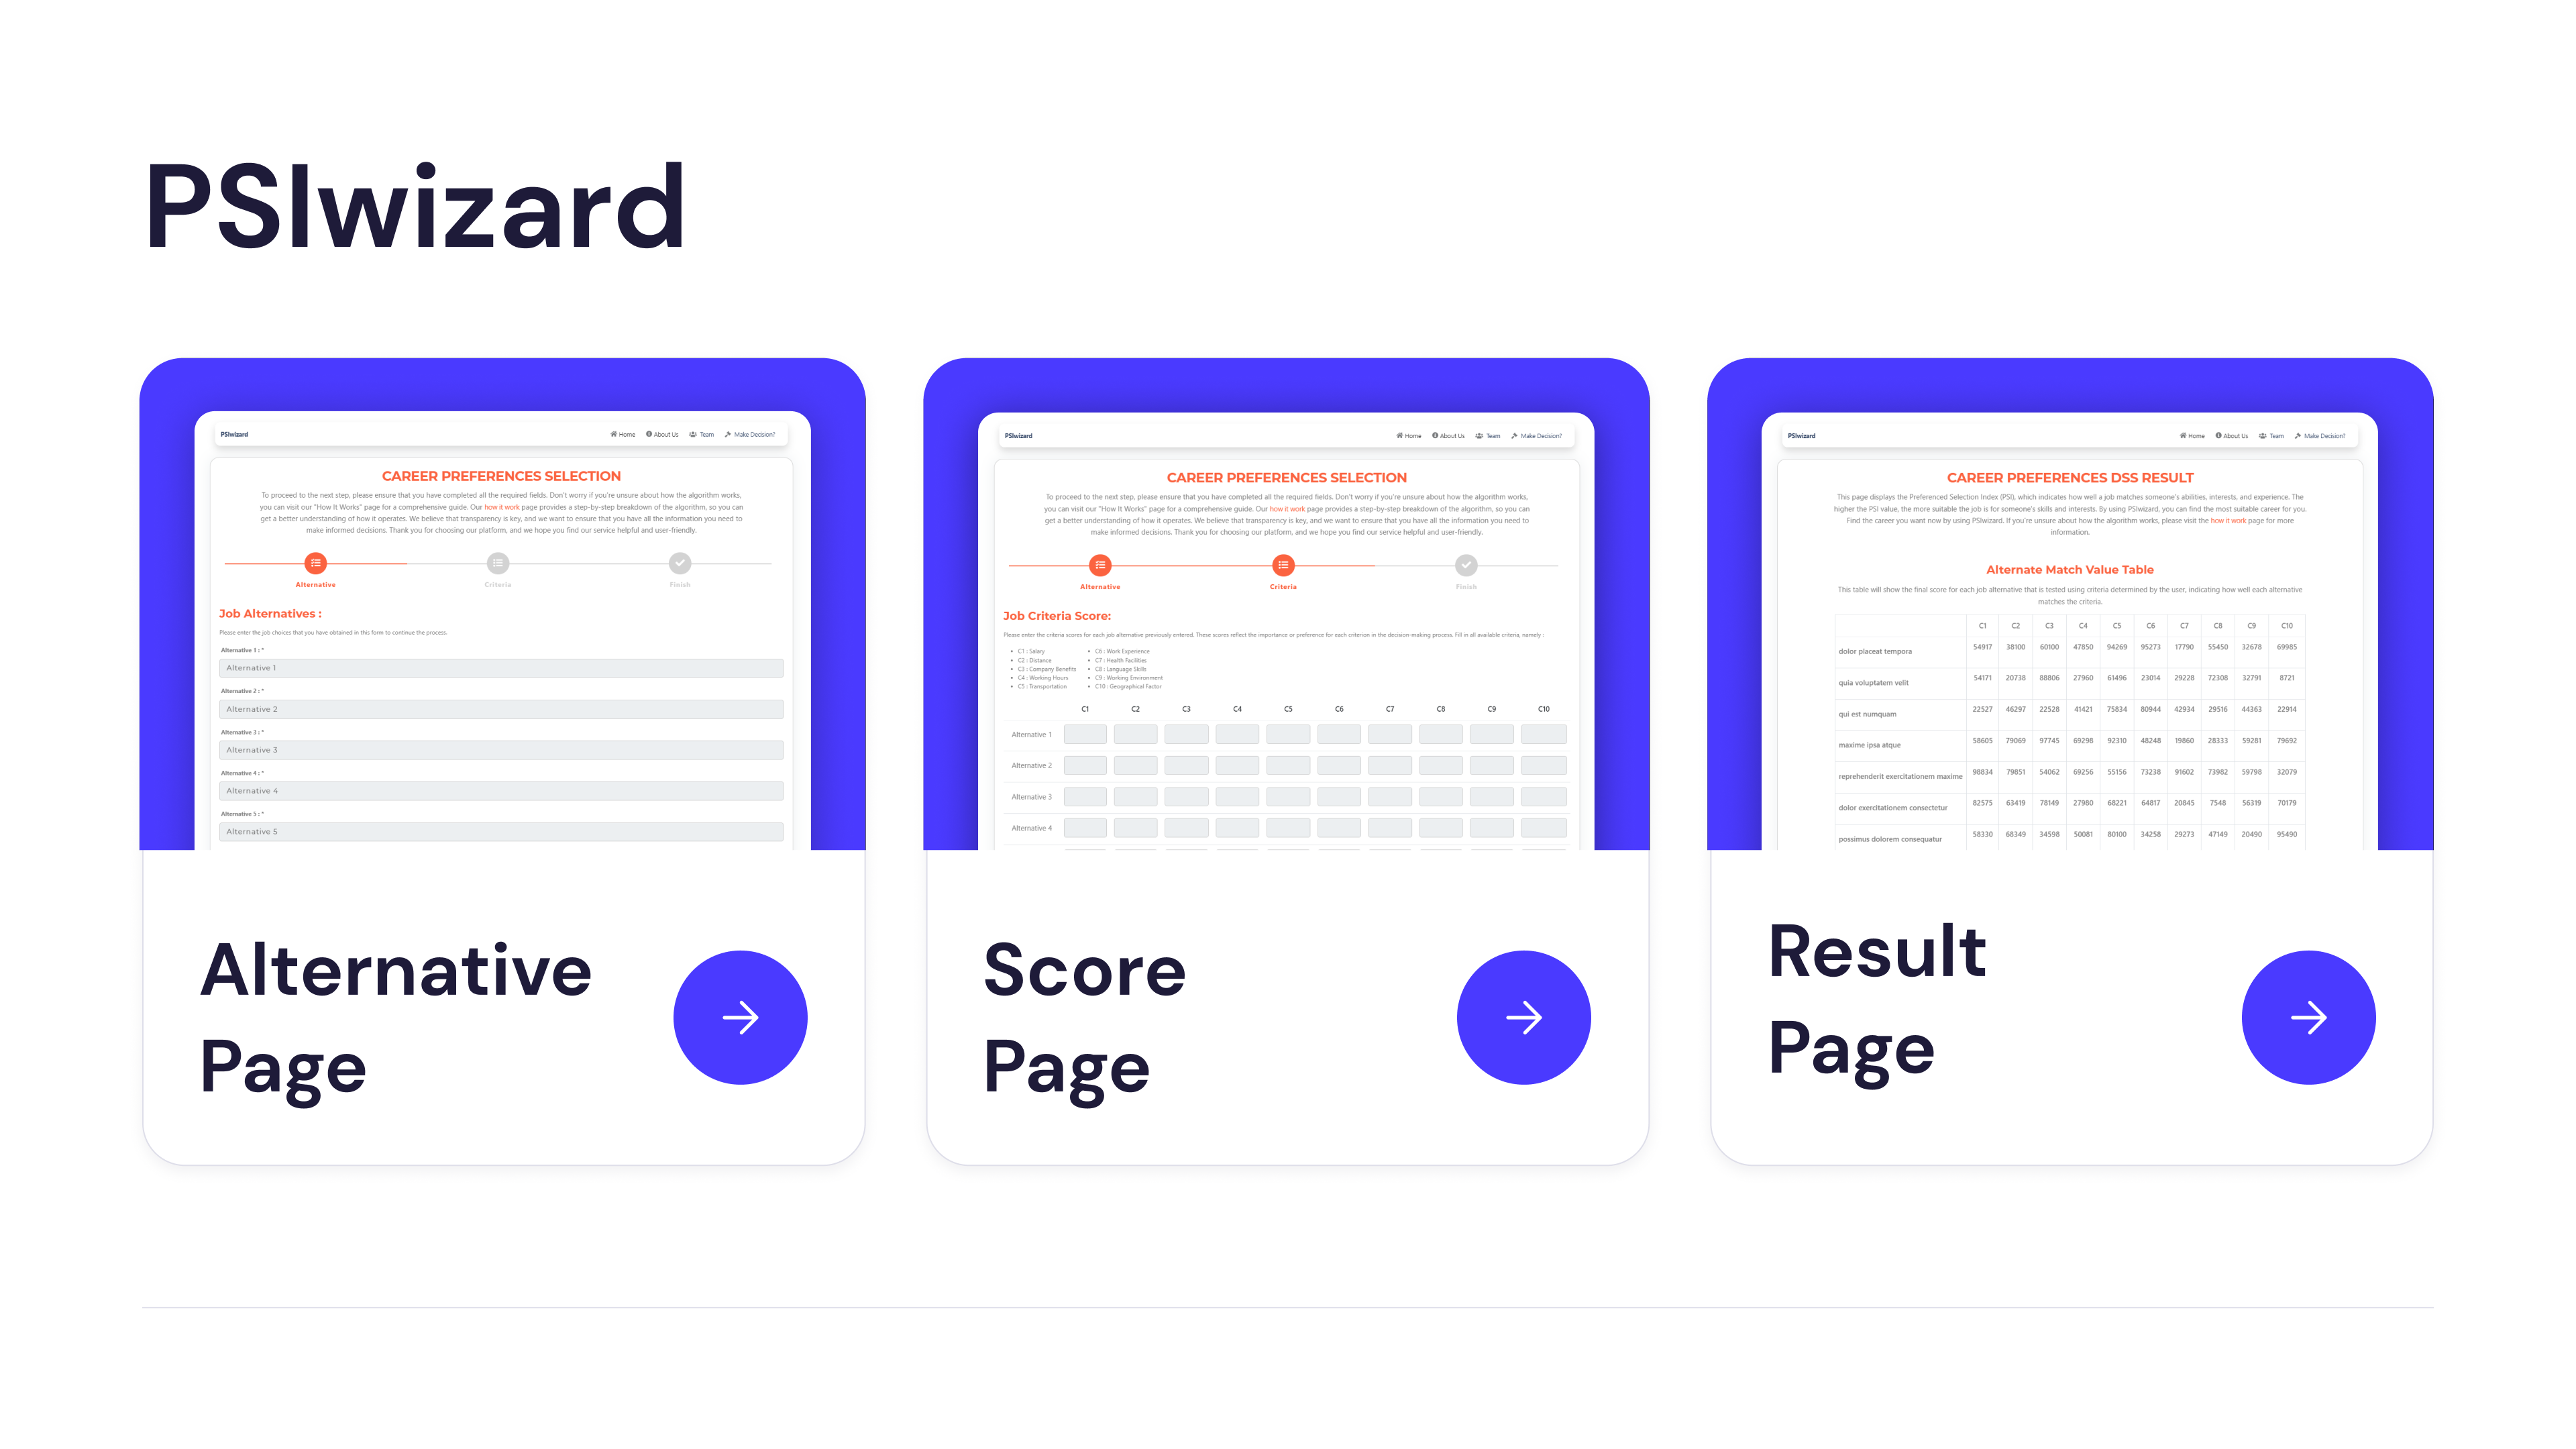 PSIwizard
PSIwizard Home About Us Team Make Decision?
CAREER PREFERENCES SELECTION
To proceed to the next step, please ensure that you have completed all the required fields. Don't worry if you're unsure about how the algorithm works,
you can visit our "How It Works" page for a comprehensive guide. Our how it work page provides a step-by-step breakdown of the algorithm, so you can
get a better understanding of how it operates. We believe that transparency is key, and we want to ensure that you have all the information you need to
make informed decisions. Thank you for choosing our platform, and we hope you find our service helpful and user-friendly.
Alternative Criteria Finish
Job Alternatives :
Please enter the job choices that you have obtained in this form to continue the process.
Alternative 1 : *
Alternative 1
Alternative 2 : *
Alternative 2
Alternative 3 : *
Alternative 3
Alternative 4 : *
Alternative 4
Alternative 5 : *
Alternative 5
Alternative
Page
PSIwizard Home About Us Team Make Decision?
CAREER PREFERENCES SELECTION
To proceed to the next step, please ensure that you have completed all the required fields. Don't worry if you're unsure about how the algorithm works,
you can visit our "How It Works" page for a comprehensive guide. Our how it work page provides a step-by-step breakdown of the algorithm, so you can
get a better understanding of how it operates. We believe that transparency is key, and we want to ensure that you have all the information you need to
make informed decisions. Thank you for choosing our platform, and we hope you find our service helpful and user-friendly.
Alternative Criteria Finish
Job Criteria Score:
Please enter the criteria scores for each job alternative previously entered. These scores reflect the importance or preference for each criterion in the decision-making process. Fill in all available criteria, namely :
• C1 : Salary • C6 : Work Experience
• C2 : Distance • C7 : Health Facilities
• C3 : Company Benefits • C8 : Language Skills
• C4 : Working Hours • C9 : Working Environment
• C5 : Transportation • C10 : Geographical Factor
C1 C2 C3 C4 C5 C6 C7 C8 C9 C10
Alternative 1
Alternative 2
Alternative 3
Alternative 4
Score
Page
PSIwizard Home About Us Team Make Decision?
CAREER PREFERENCES DSS RESULT
This page displays the Preferenced Selection Index (PSI), which indicates how well a job matches someone's abilities, interests, and experience. The
higher the PSI value, the more suitable the job is for someone's skills and interests. By using PSIwizard, you can find the most suitable career for you.
Find the career you want now by using PSIwizard. If you're unsure about how the algorithm works, please visit the how it work page for more
information.
Alternate Match Value Table
This table will show the final score for each job alternative that is tested using criteria determined by the user, indicating how well each alternative
matches the criteria.
C1 C2 C3 C4 C5 C6 C7 C8 C9 C10
dolor placeat tempora 54917 38100 60100 47850 94269 95273 17790 55450 32678 69985
quia voluptatem velit 54171 20738 88806 27960 61496 23014 29228 72308 32791 8721
qui est numquam 22527 46297 22528 41421 75834 80944 42934 29516 44363 22914
maxime ipsa atque 58605 79069 97745 69298 92310 48248 19860 28333 59281 79692
reprehenderit exercitationem maxime 98834 79851 54062 69256 55156 73238 91602 73982 59798 32079
dolor exercitationem consectetur 82575 63419 78149 27980 68221 64817 20845 7548 56319 70179
possimus dolorem consequatur 58330 68349 34598 50081 80100 34258 29273 47149 20490 95490
Result
Page